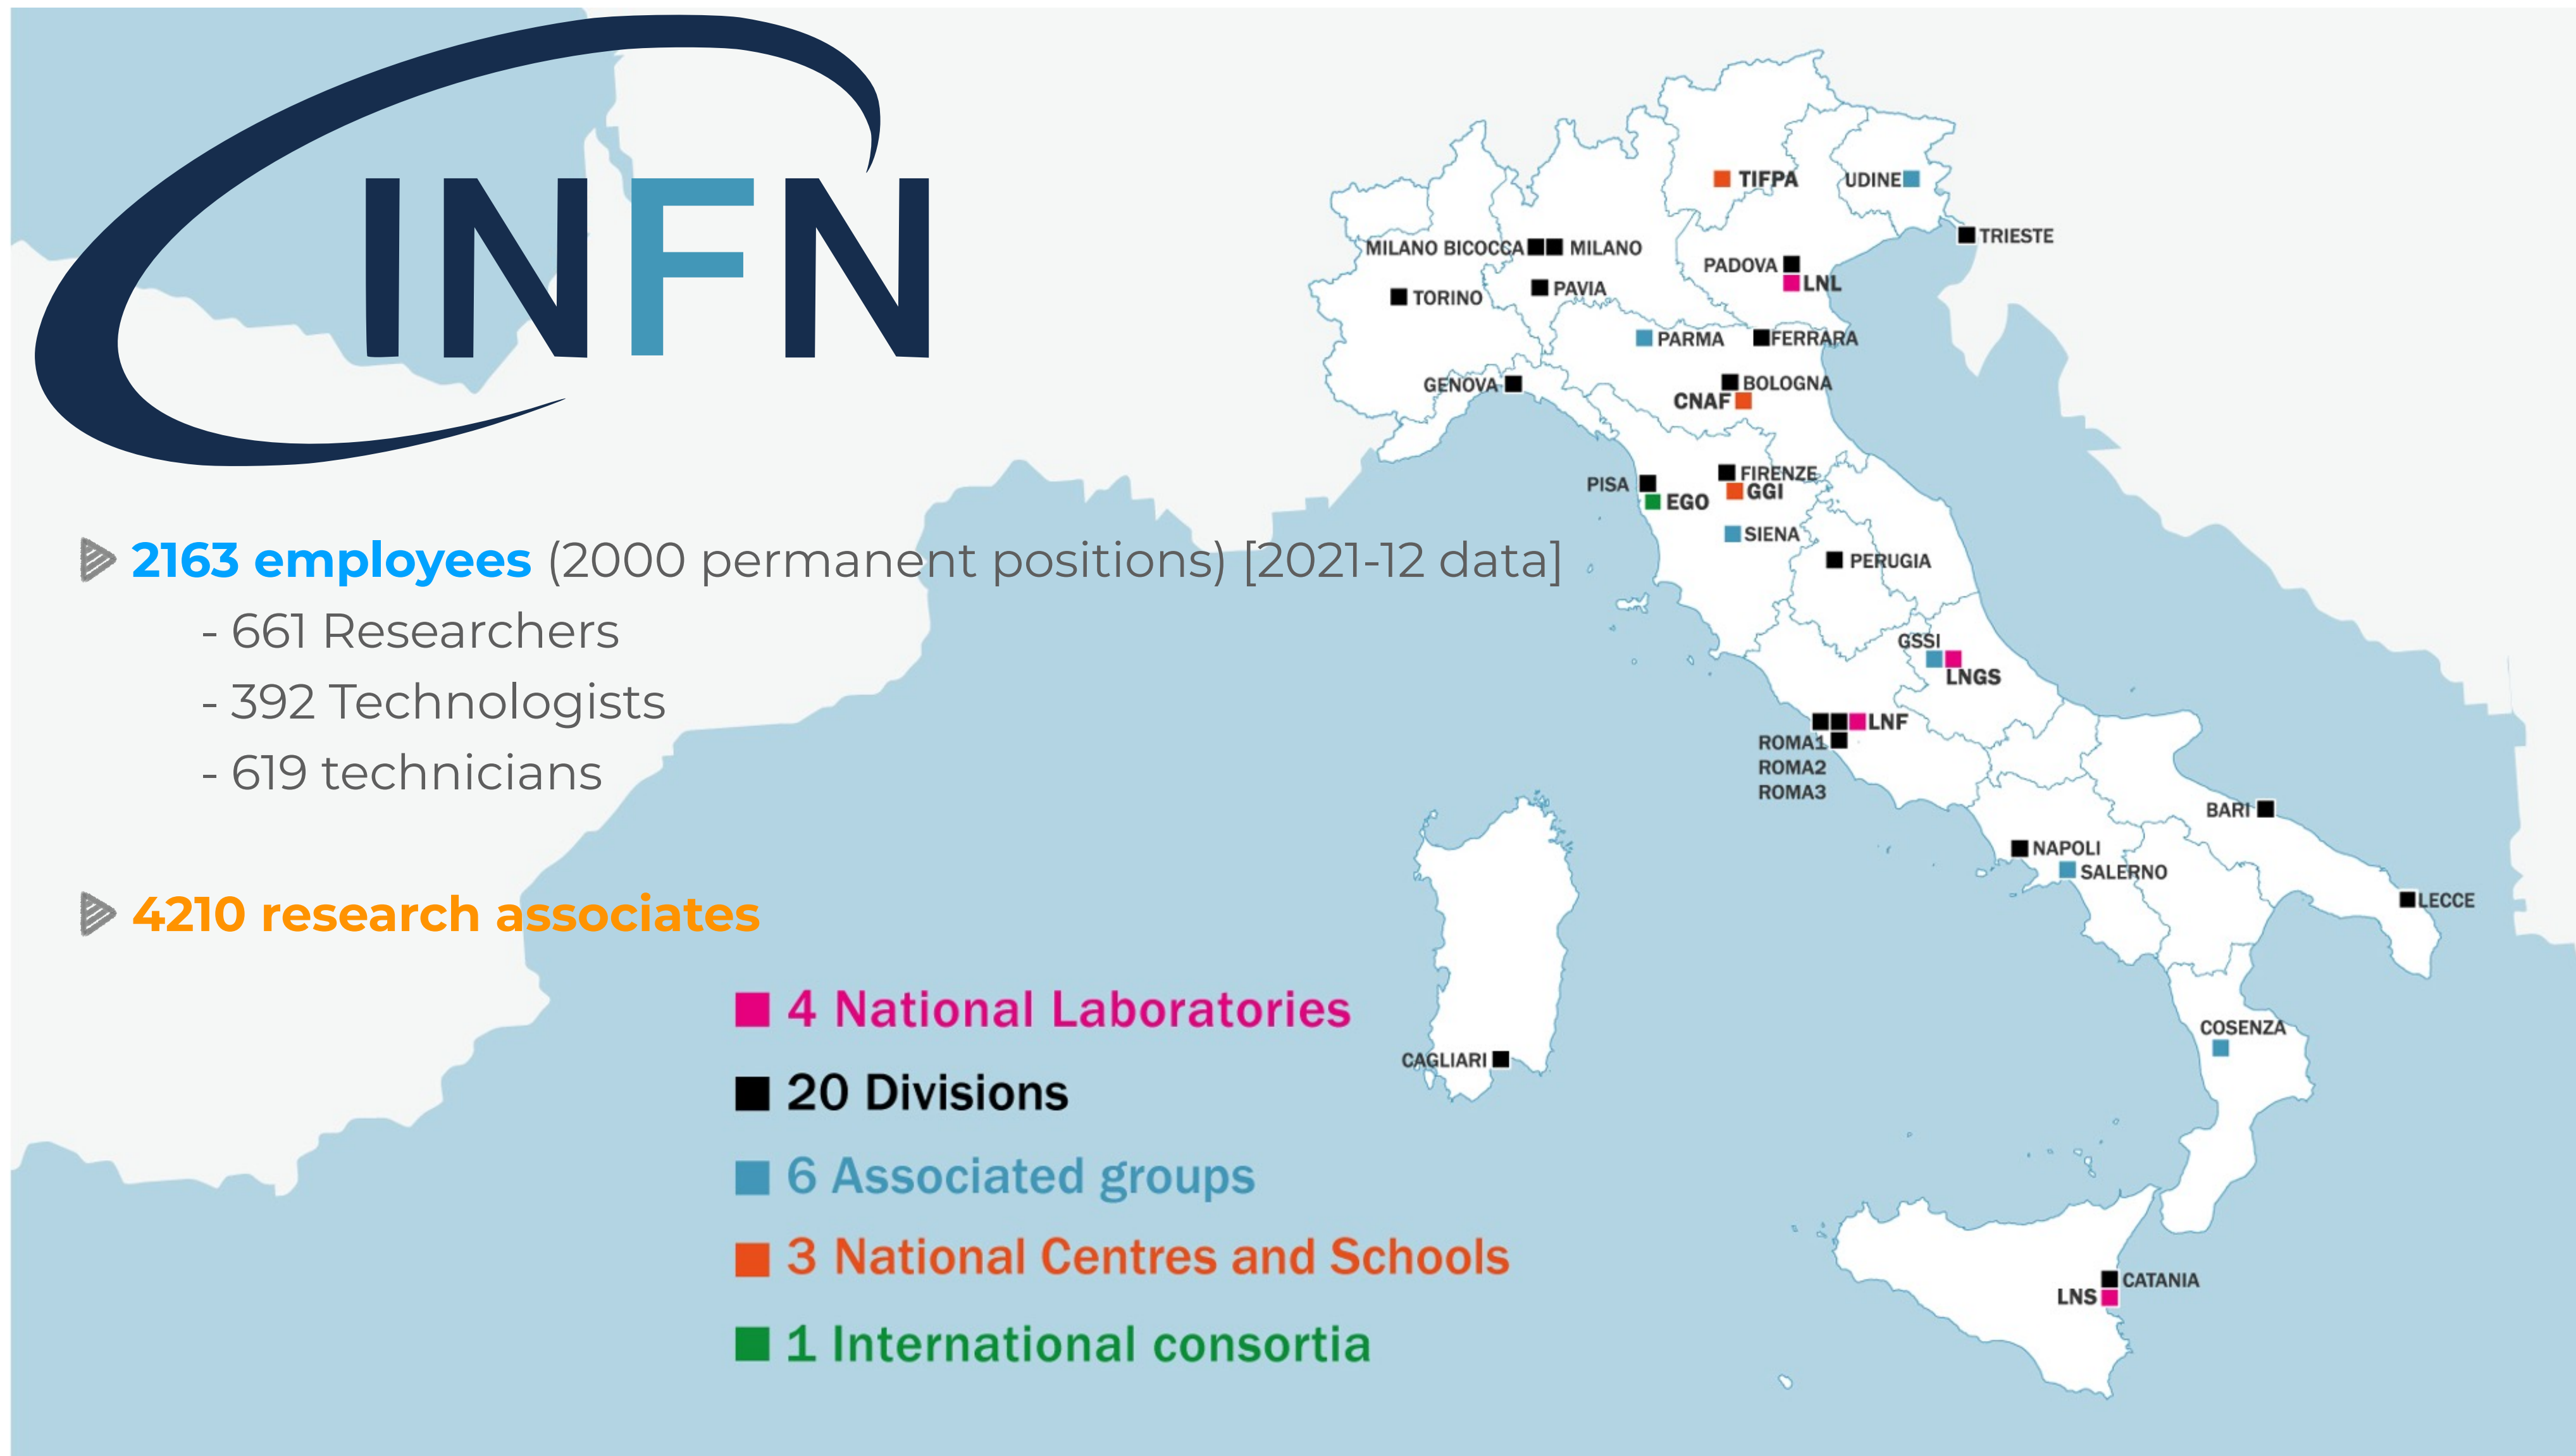 INFN
2163 employees (2000 permanent positions) [2021-12 data]
- 661 Researchers
- 392 Technologists
- 619 technicians
4210 research associates
4 National Laboratories
20 Divisions
6 Associated groups
3 National Centres and Schools
1 International consortia
TIFPA
UDINE
TRIESTE
MILANO BICOCCA
MILANO
PADOVA
LNL
TORINO
PAVIA
PARMA
FERRARA
GENOVA
BOLOGNA
CNAF
PISA
FIRENZE
GGI
EGO
SIENA
PERUGIA
GSSI
LNGS
LNF
ROMA1
ROMA2
ROMA3
BARI
NAPOLI
SALERNO
LECCE
COSENZA
CAGLIARI
CATANIA
LNS